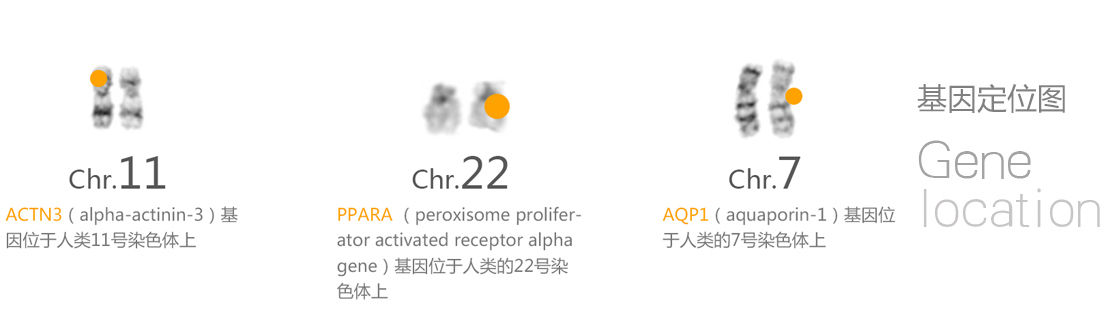 Chr.11
ACTN3（alpha-actinin-3）基
因位于人类11号染色体上
Chr.22
PPARA （peroxisome prolifer-
ator activated receptor alpha
gene）基因位于人类的22号染
色体上
Chr.7
AQP1（aquaporin-1）基因位
于人类的7号染色体上
基因定位图
Gene
location